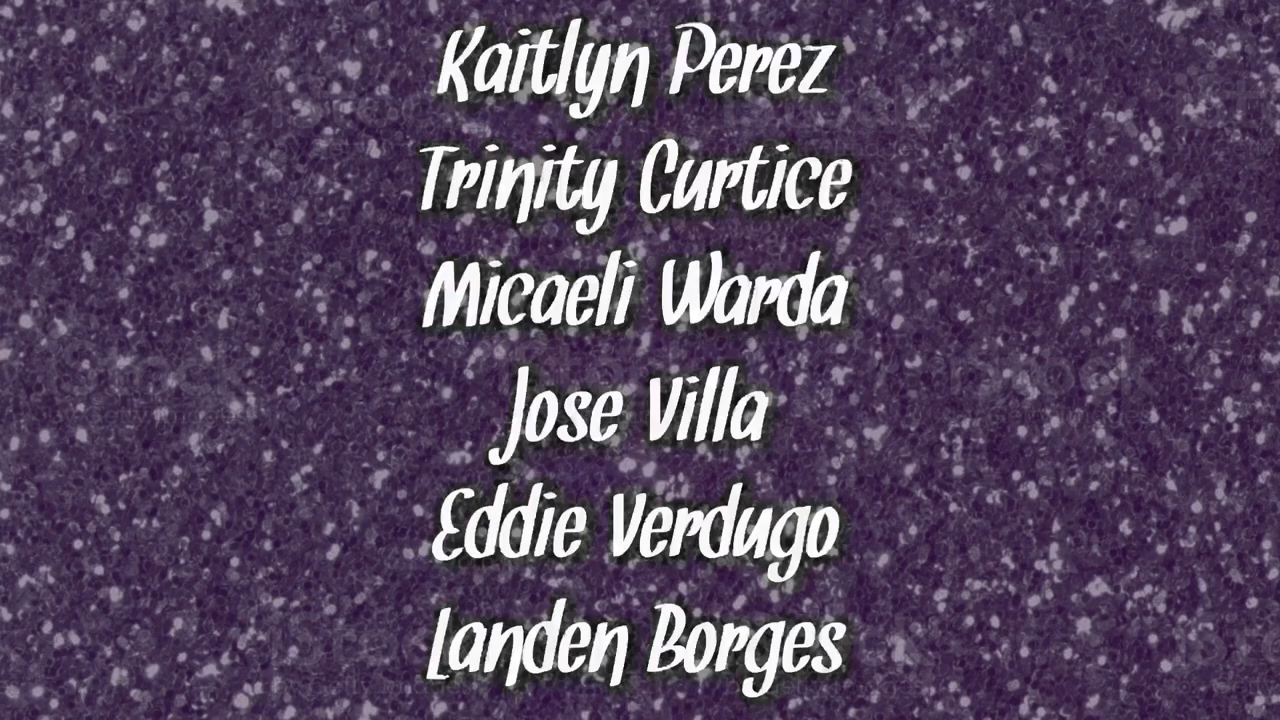 Kaitlyn Perez
Trinity Curtice
Micaeli Warda
Jose Villa
Eddie Verdugo
Landen Borges